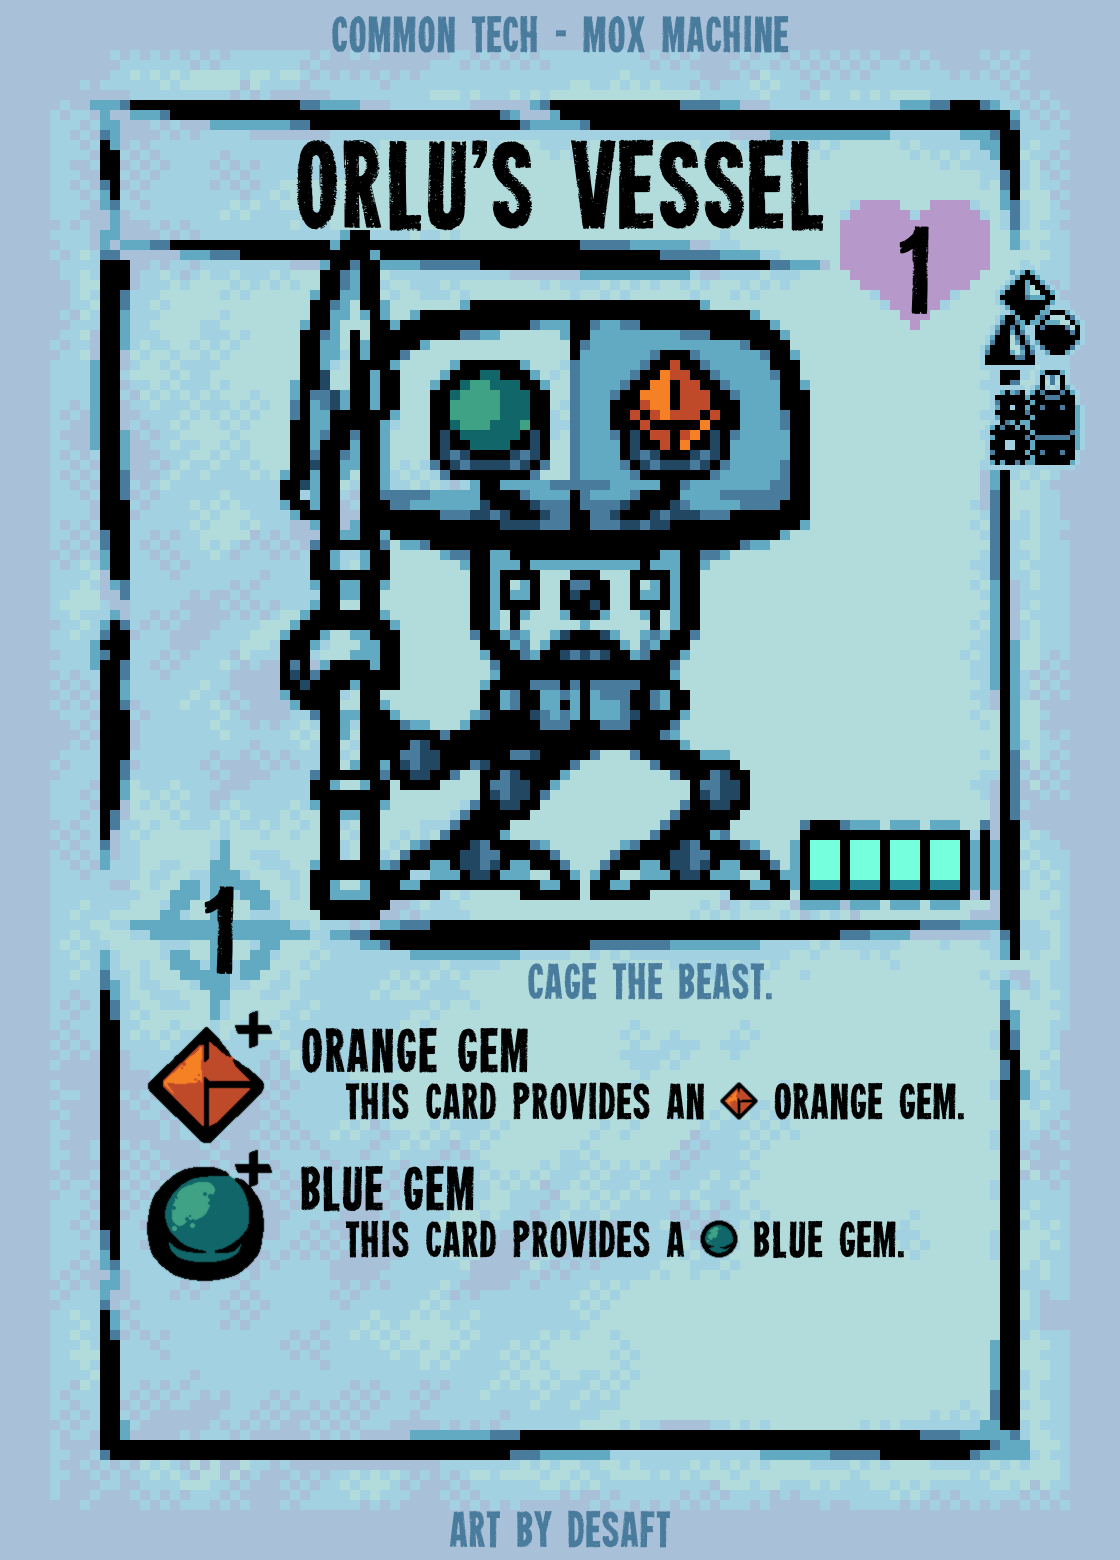 COMMON TECH - MOX MACHINE
ORLU'S VESSEL
1
1
CAGE THE BEAST.
+
ORANGE GEM
THIS CARD PROVIDES AN ORANGE GEM.
+
BLUE GEM
THIS CARD PROVIDES A BLUE GEM.
ART BY DESAFT